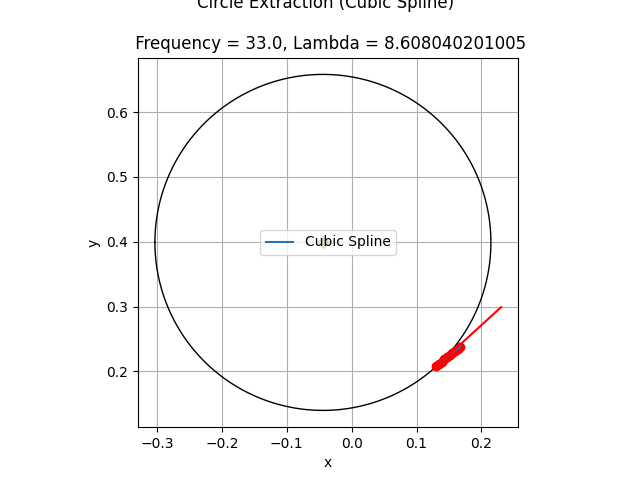 Circle Extraction (Cubic Spline)
Frequency = 33.0, Lambda = 8.608040201005
0.6
0.5
y
0.4
Cubic Spline
0.3
0.2
−0.3 −0.2 −0.1 0.0 0.1 0.2
x